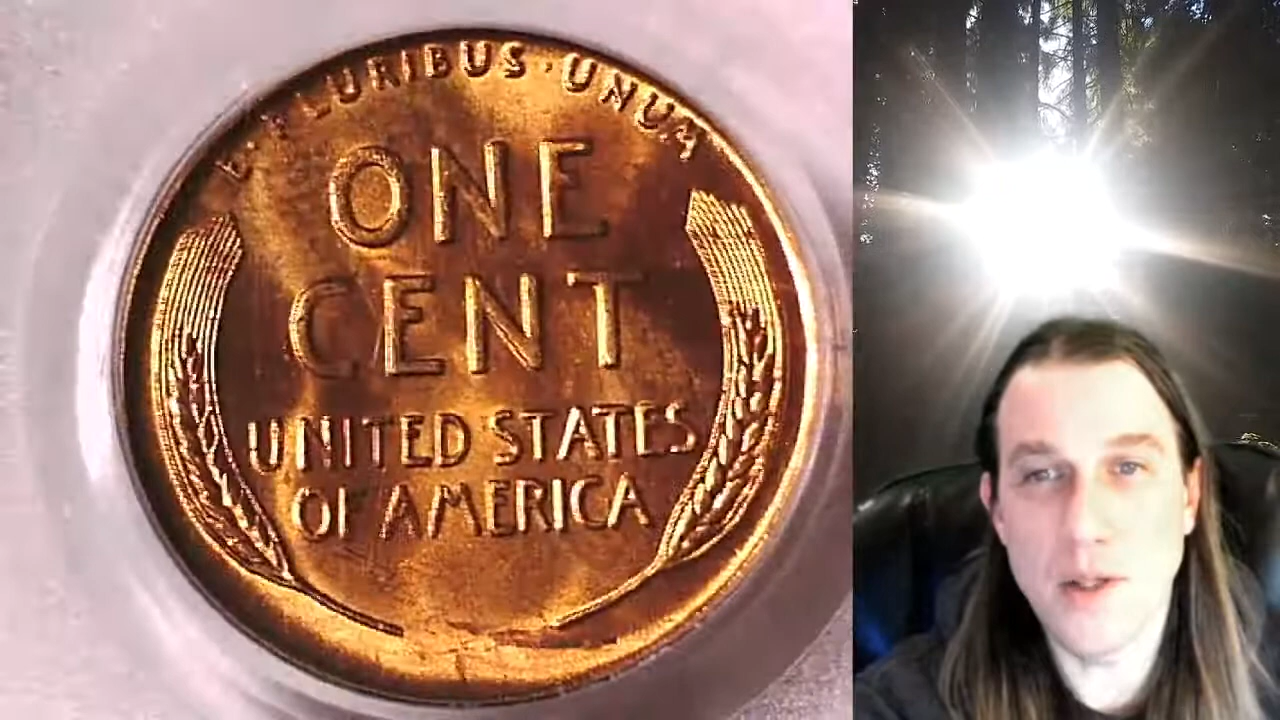 E · PLURIBUS · UNUM
ONE
CENT
UNITED STATES
OF AMERICA